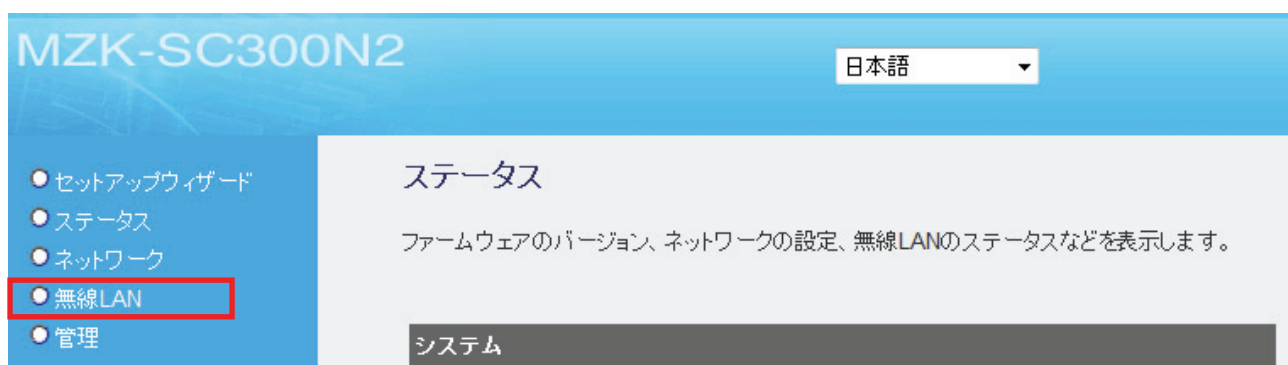 MZK-SC300N2
日本語
セットアップウィザード
ステータス
ネットワーク
無線LAN
管理
ステータス
ファームウェアのバージョン、ネットワークの設定、無線LANのステータスなどを表示します。
システム